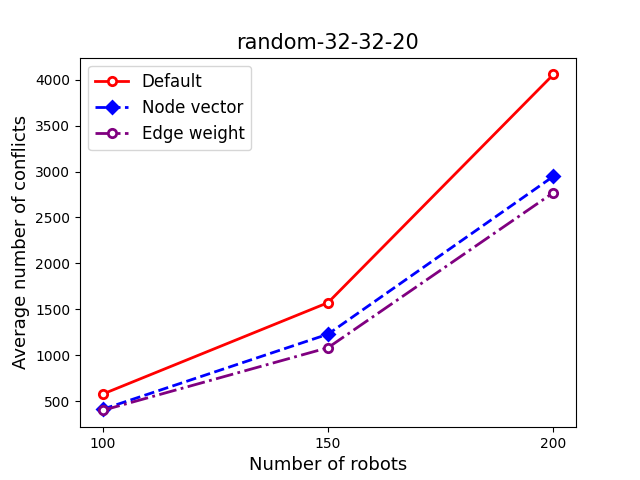 random-32-32-20
Default
Node vector
Edge weight
Average number of conflicts
4000
3500
3000
2500
2000
1500
1000
500
100
150
200
Number of robots